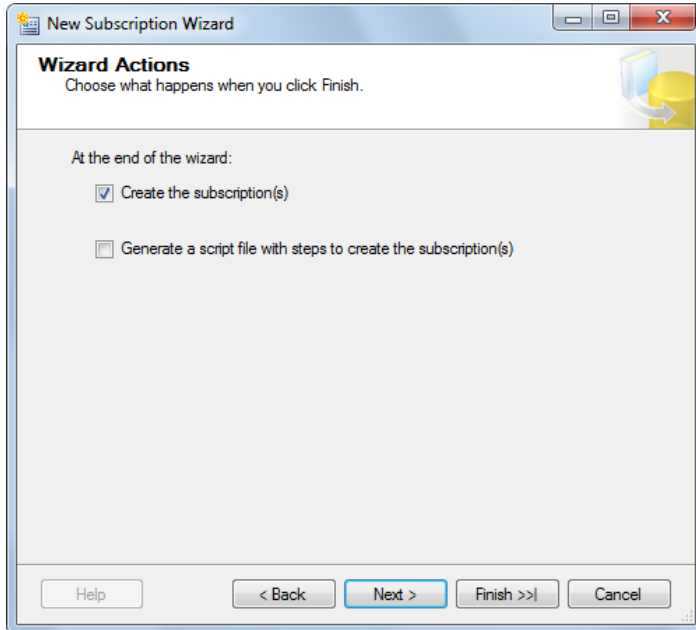 New Subscription Wizard
Wizard Actions
Choose what happens when you click Finish.
At the end of the wizard:
Create the subscription(s)
Generate a script file with steps to create the subscription(s)
Help
< Back
Next >
Finish >>|
Cancel